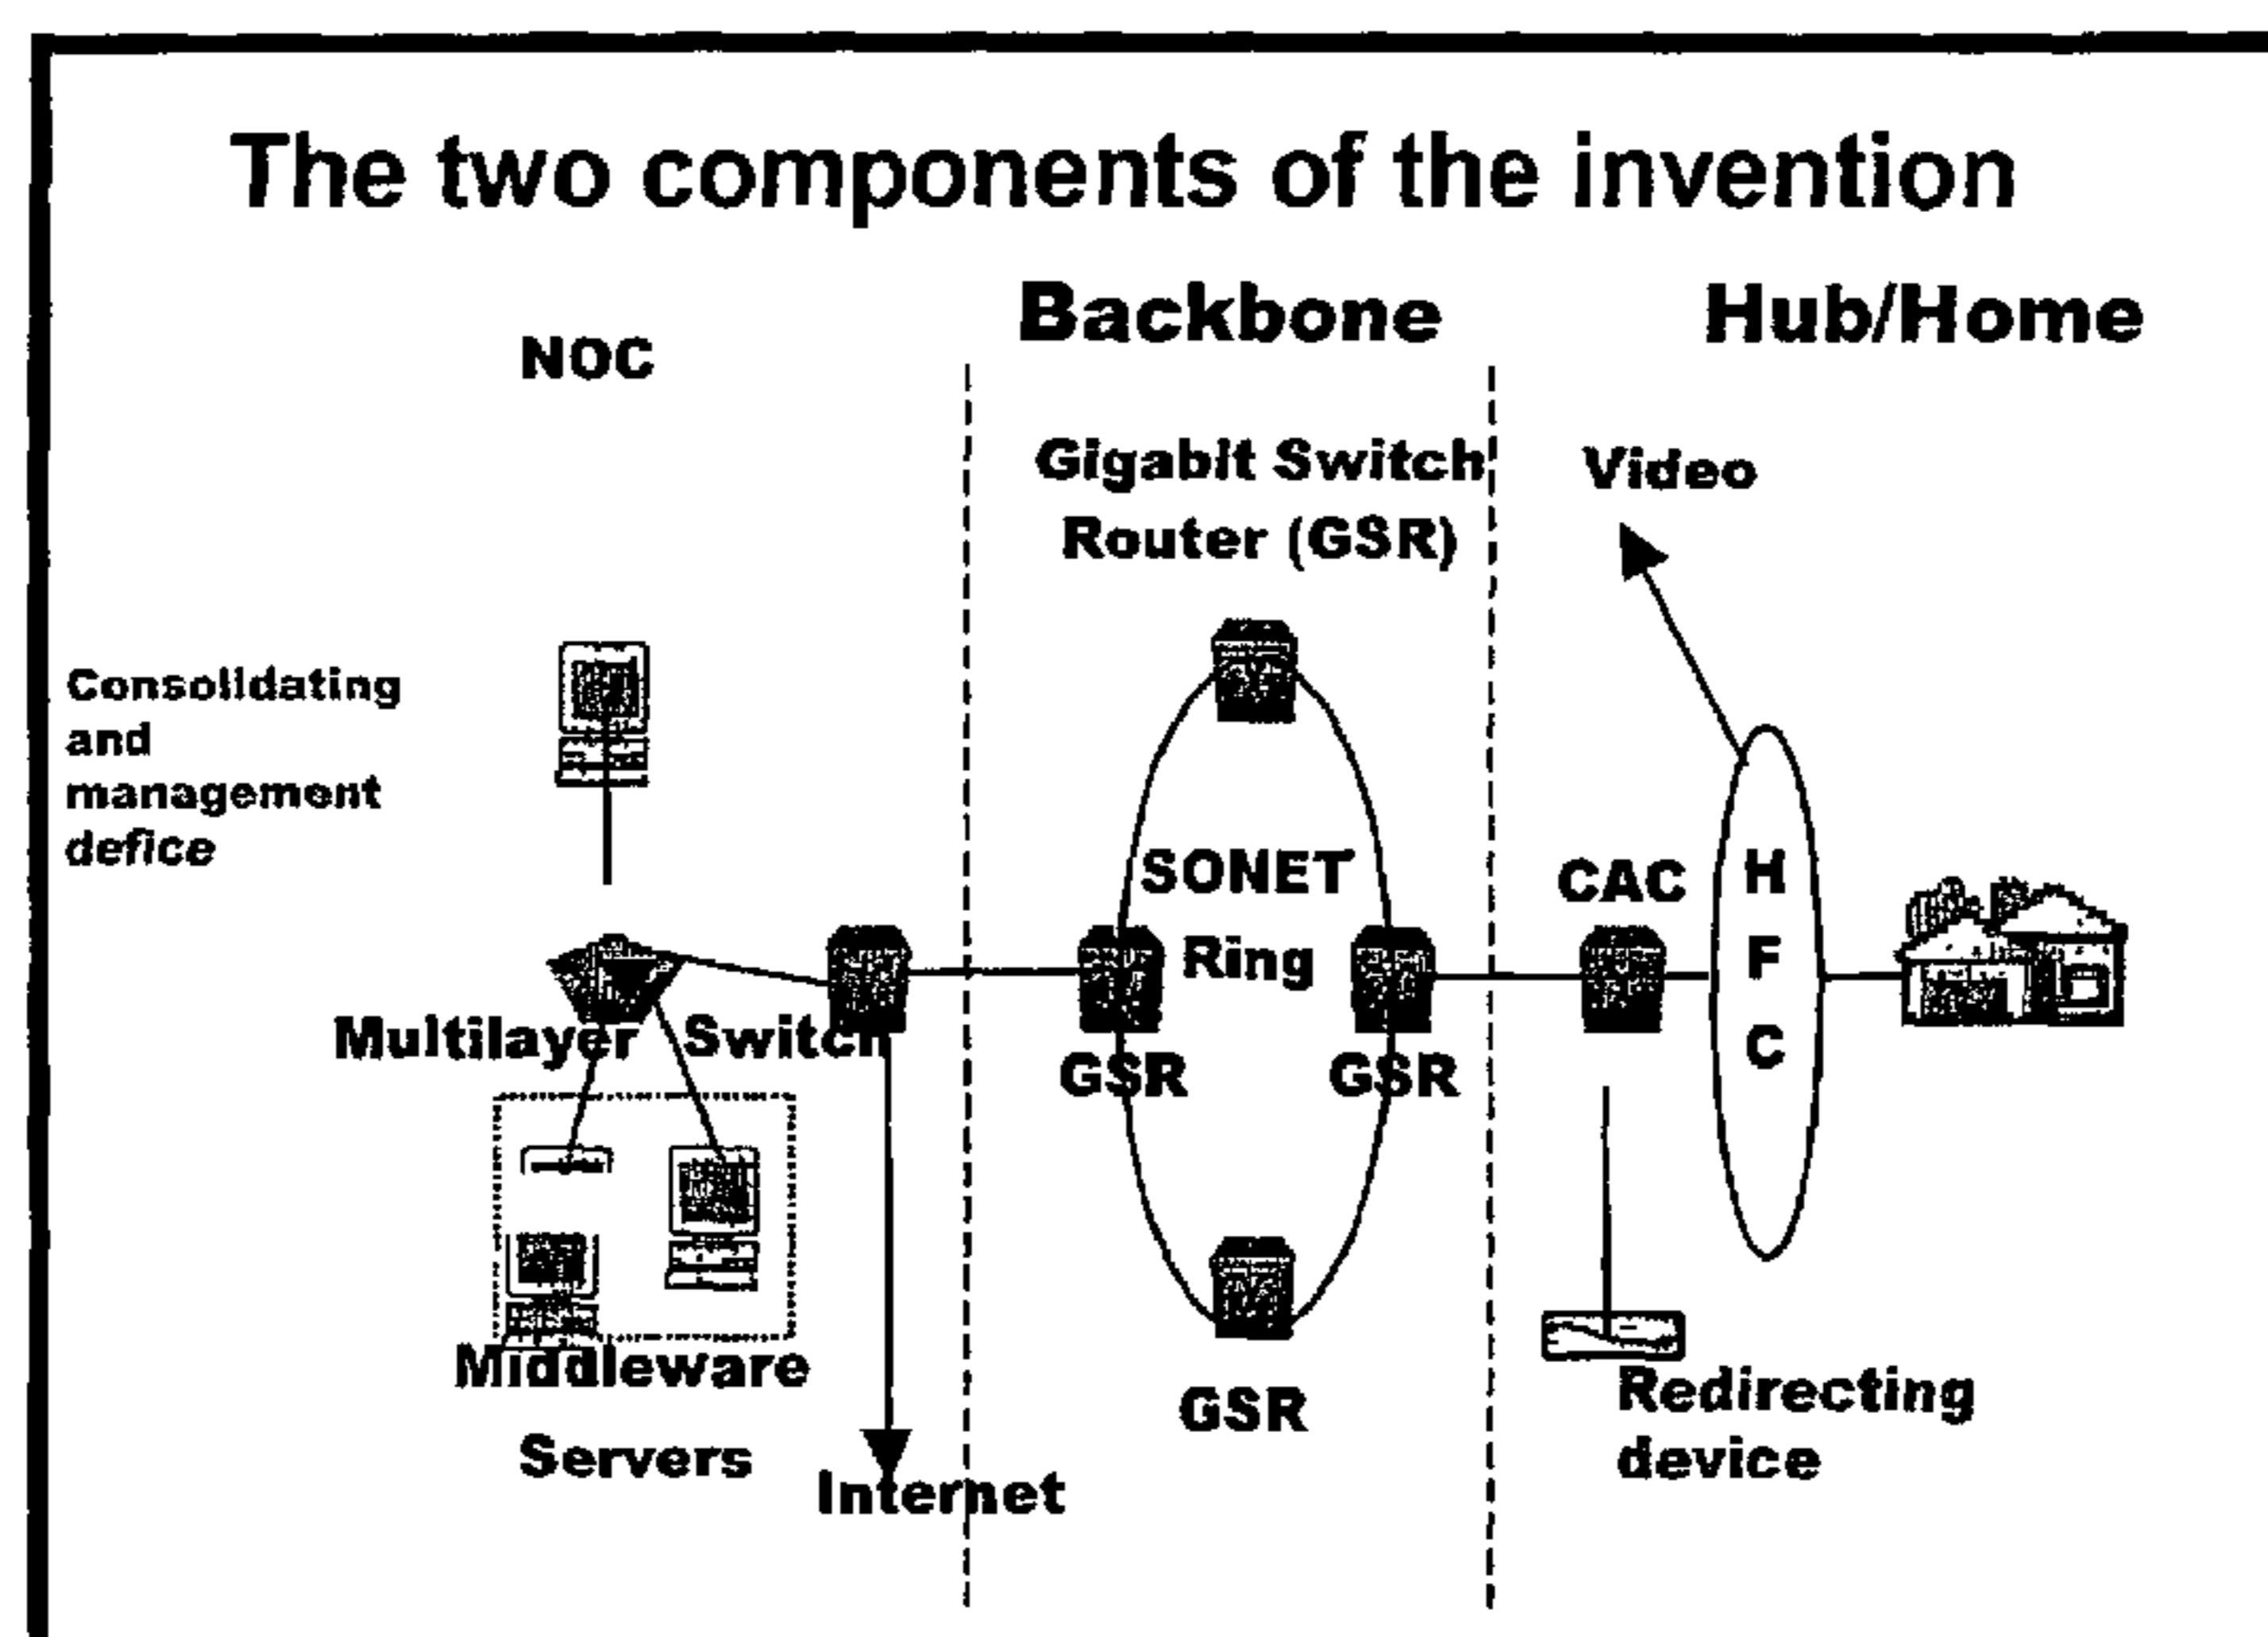 The two components of the invention
NOC
Backbone
Hub/Home
Gigabit Switch
Router (GSR)
Video
Consolidating
and
management
defice
SONET
Ring
CAC
H
F
C
Multilayer Switch
GSR
GSR
Middleware
Servers
GSR
Internet
Redirecting
device